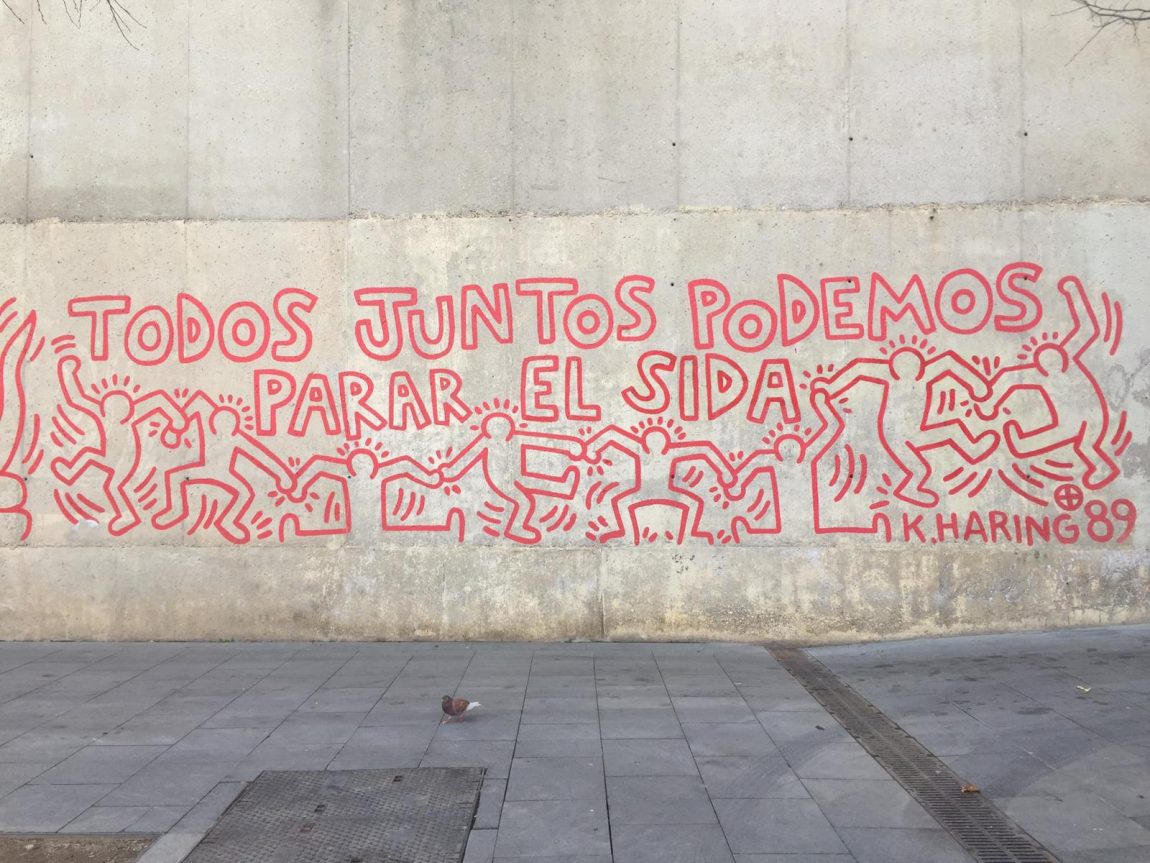 TODOS JUNTOS PODEMOS
PARAR EL SIDA
K.HARING 89